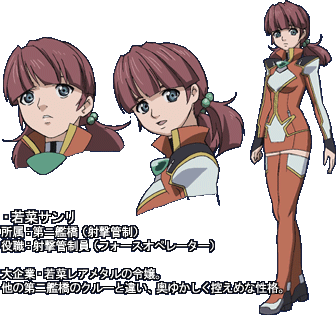 ・若菜サンリ
所属・第二艦橋（射撃管制）
役職・射撃管制員（フォースオペレーター）
大企業・若菜レアメタルの令嬢。
他の第二艦橋のクルーと違い、奥ゆかしく控えめな性格。